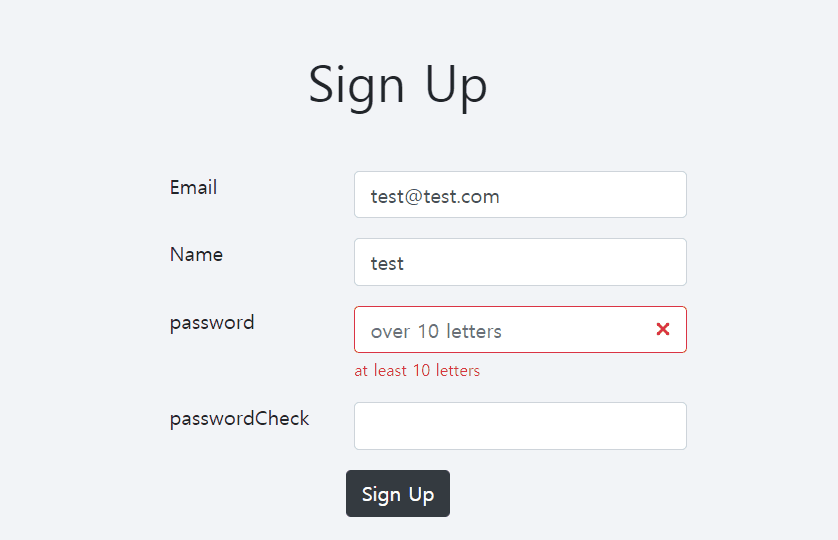 Sign Up
Email
test@test.com
Name
test
password
over 10 letters
at least 10 letters
passwordCheck
Sign Up